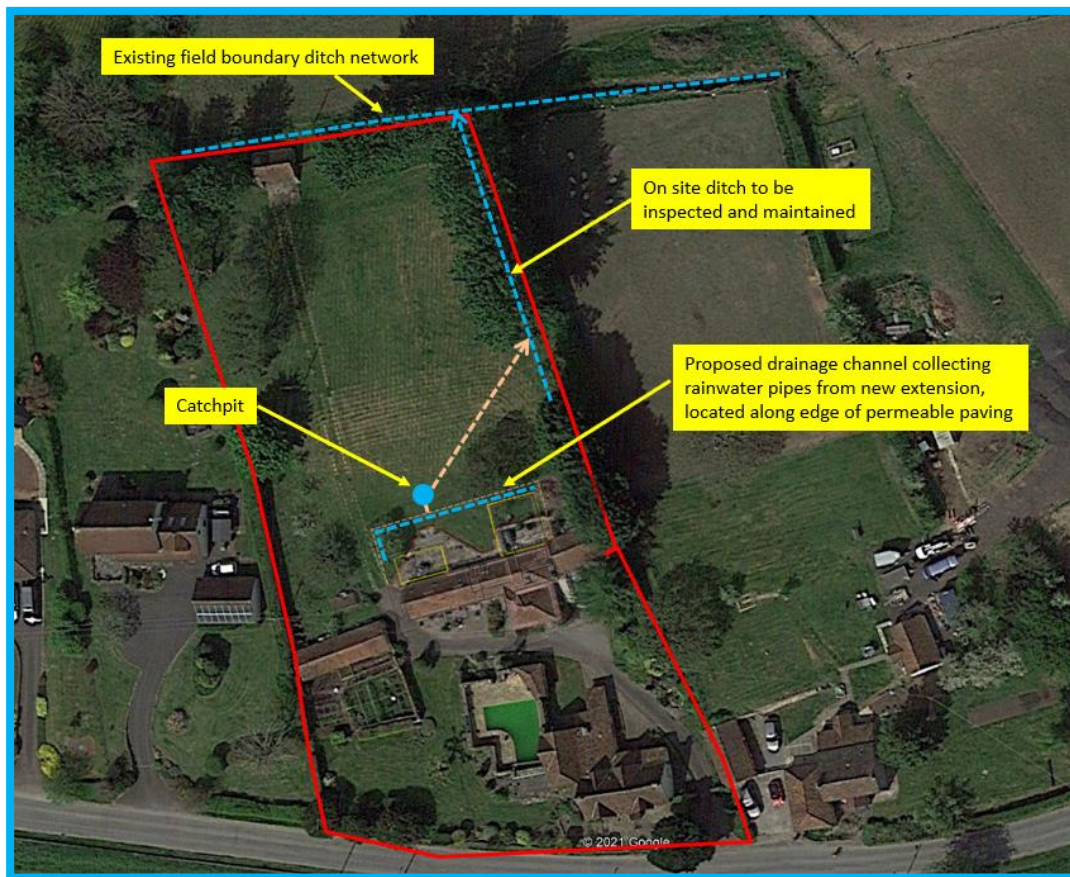 Existing field boundary ditch network
On site ditch to be
inspected and maintained
Proposed drainage channel collecting
rainwater pipes from new extension,
located along edge of permeable paving
Catchpit
© 2021 Google